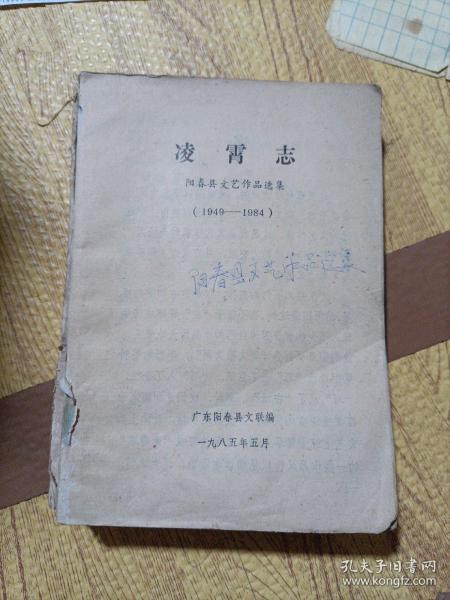 凌霄志
阳春县文艺作品选集
（1949——1984）
阳春县文艺作品选集
广东阳春县文联编
一九八五年五月
孔夫子旧书网
www.kongfz.com